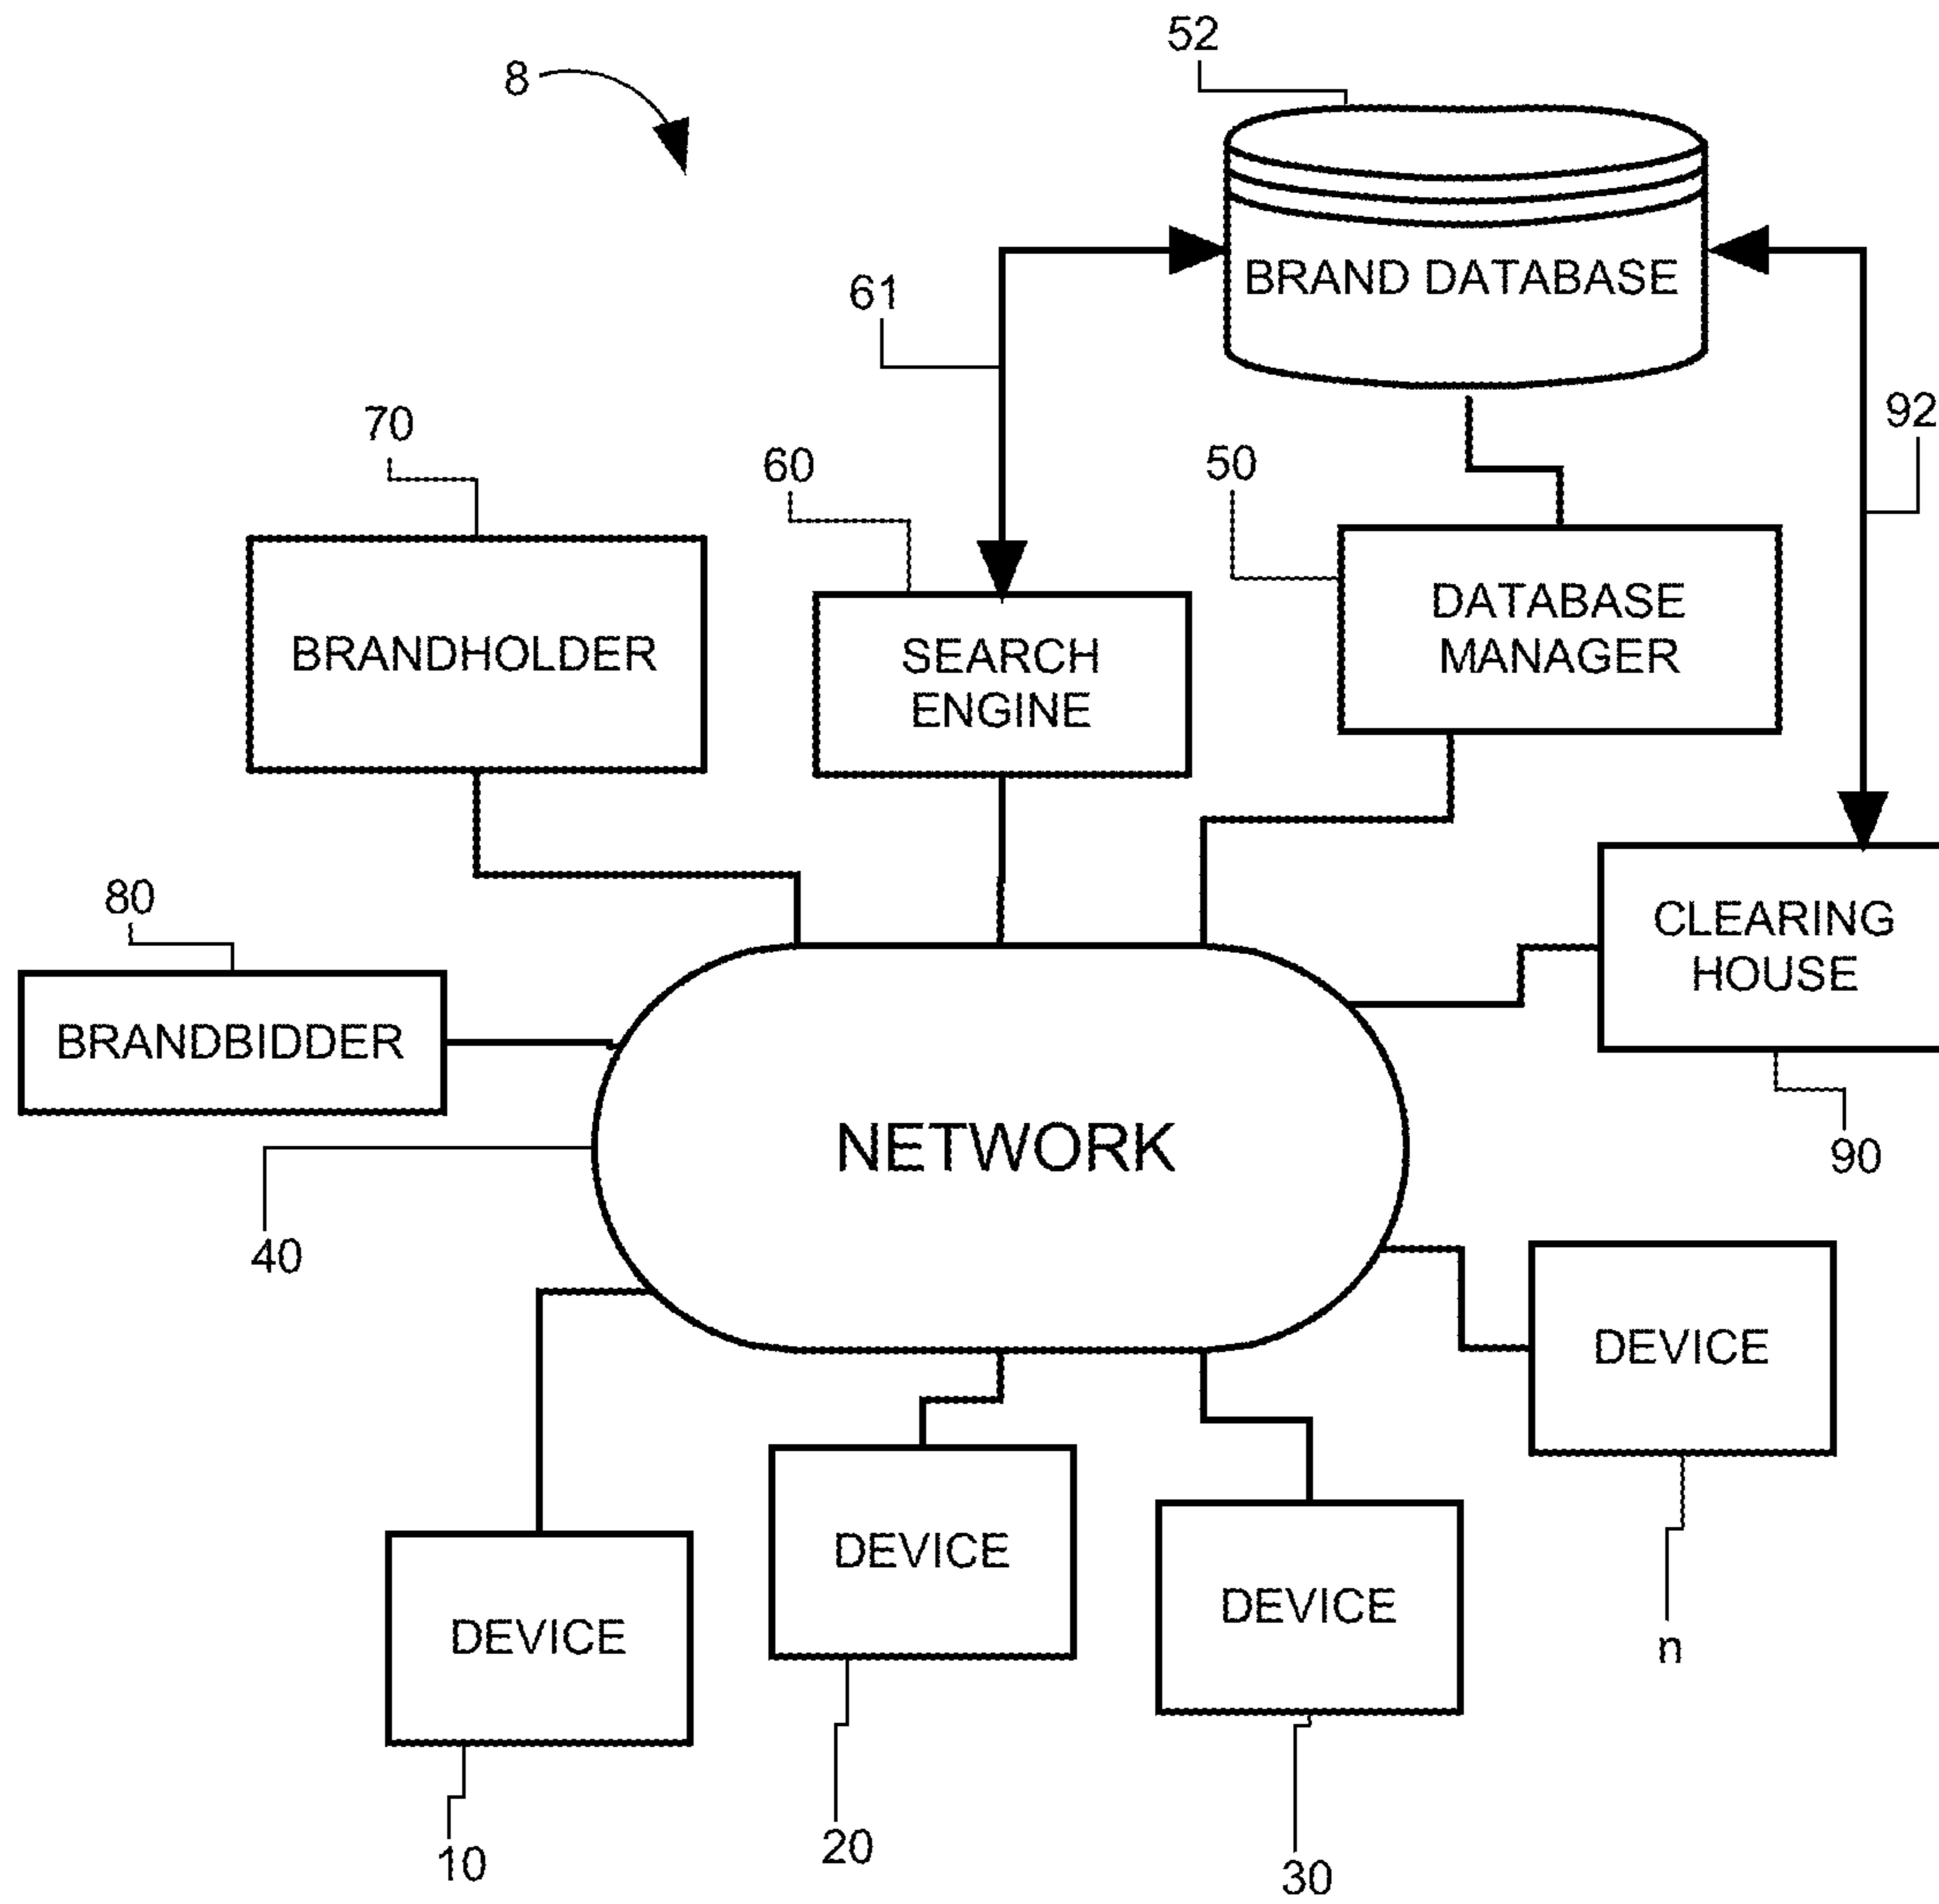 52
8
BRAND DATABASE
61
92
70
60
50
DATABASE
MANAGER
BRANDHOLDER
SEARCH
ENGINE
80
CLEARING
HOUSE
BRANDBIDDER
NETWORK
90
40
DEVICE
DEVICE
DEVICE
DEVICE
n
20
10
30